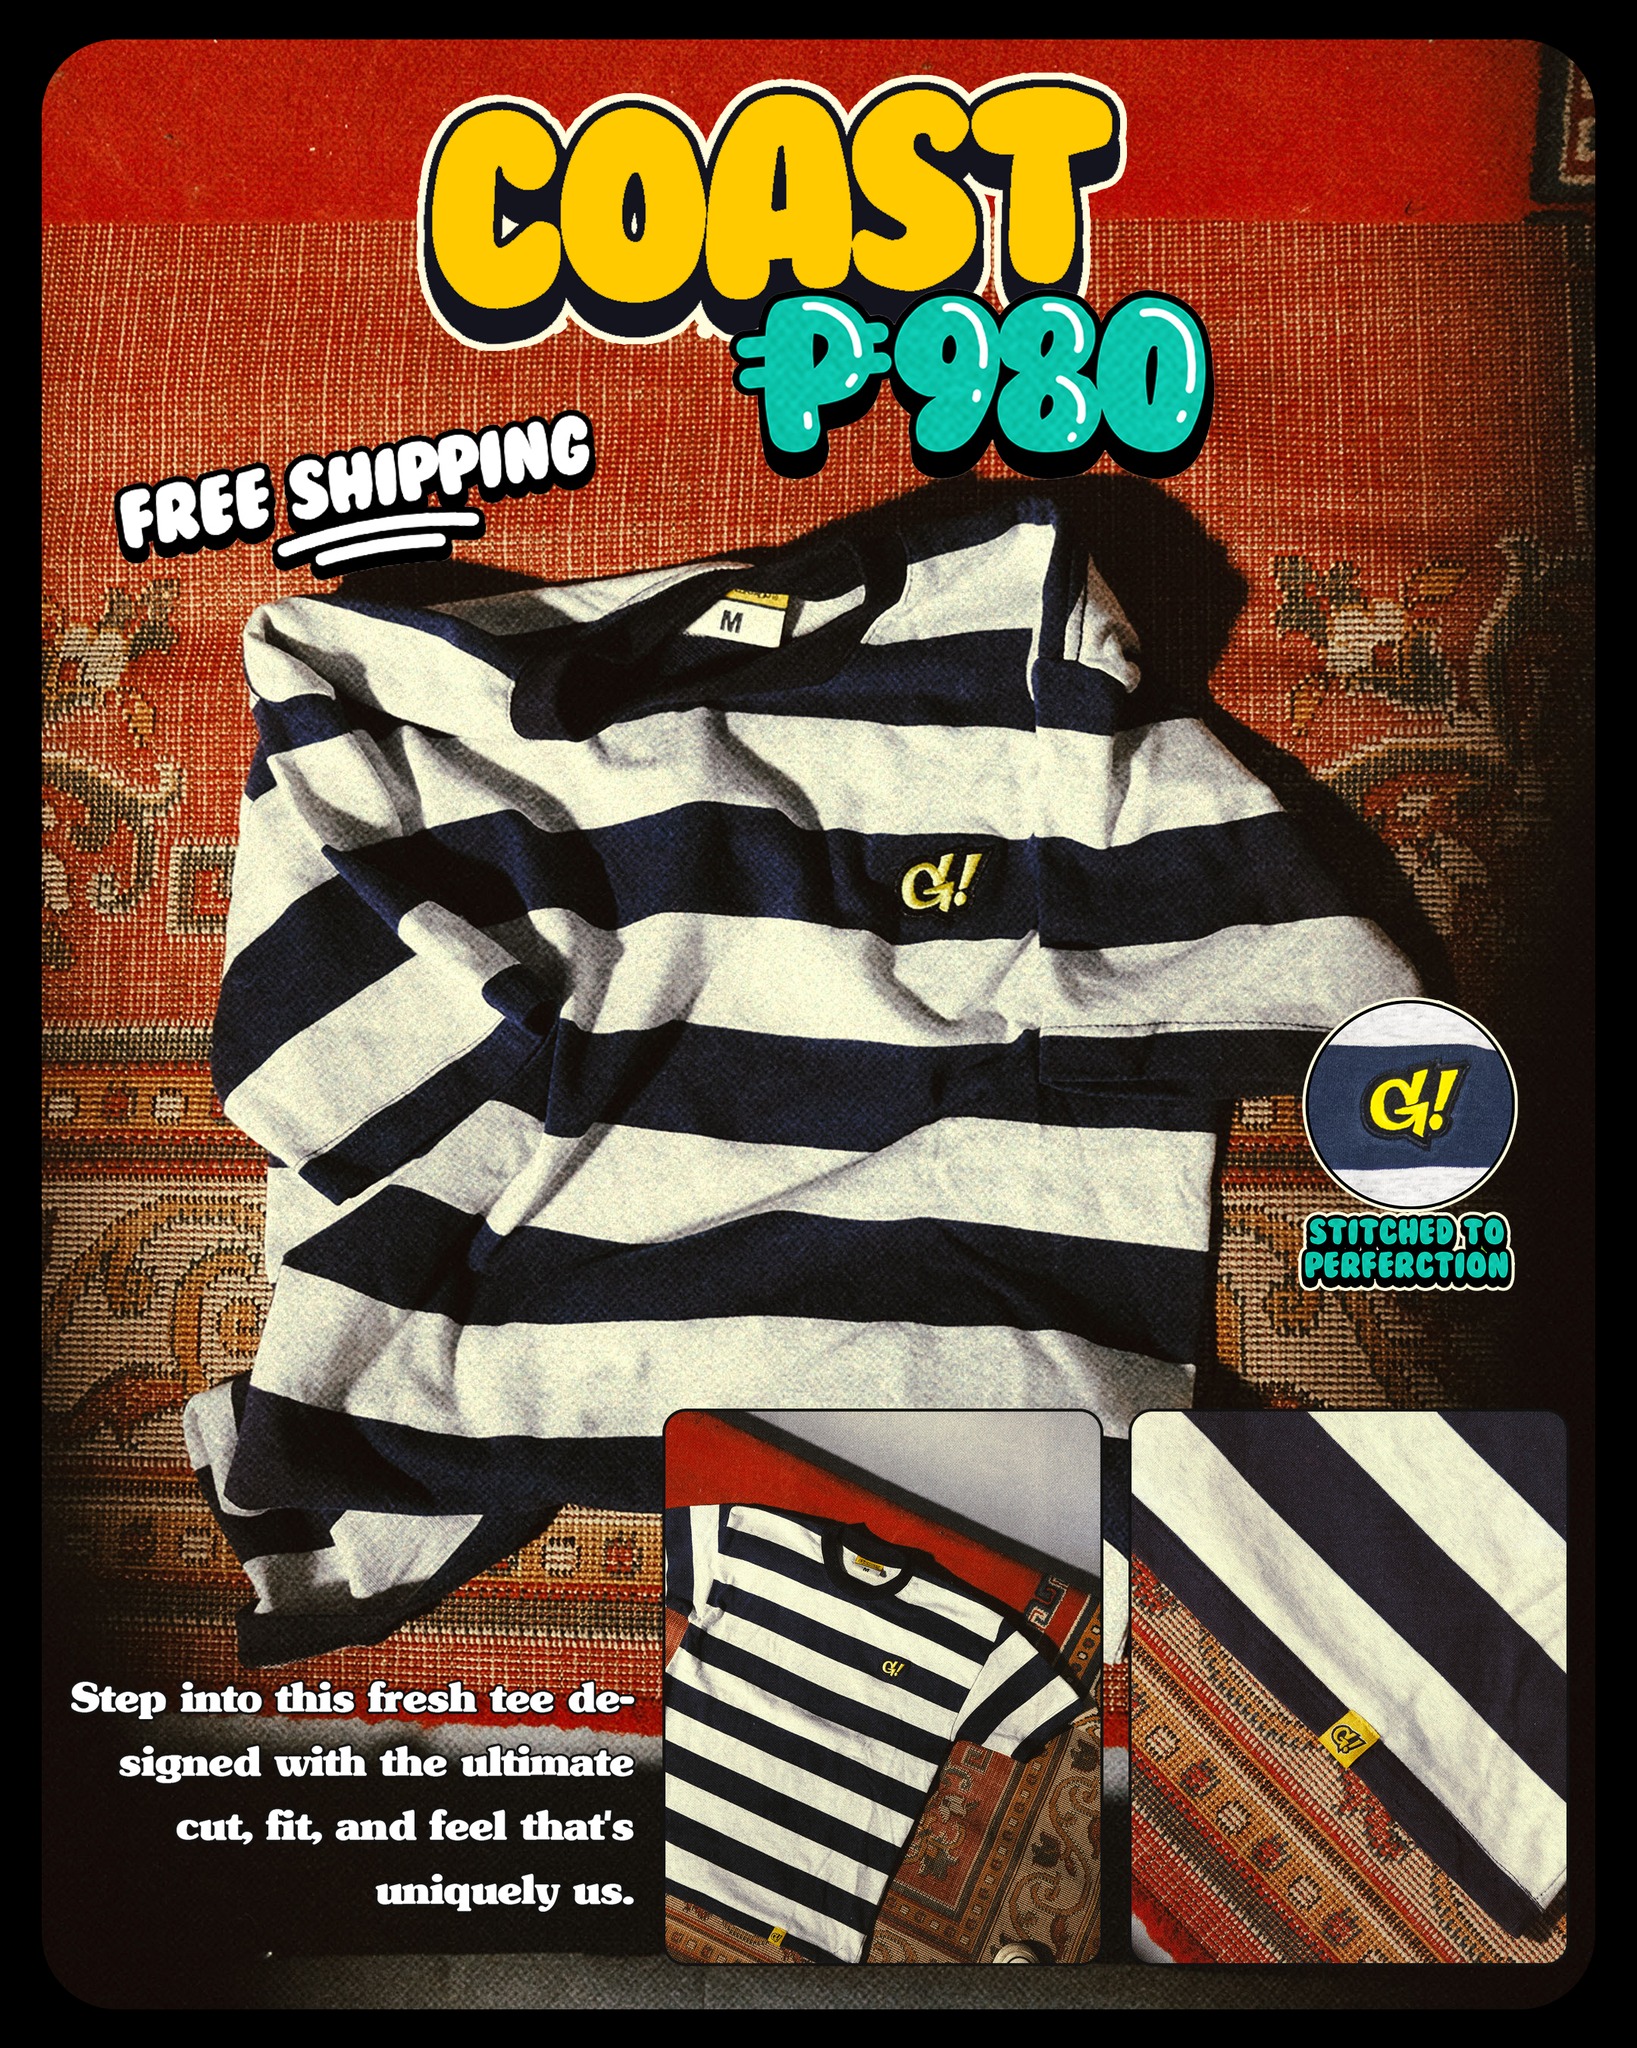 COAST
₱980
FREE SHIPPING
M
G!
G!
STITCHED TO
PERFERCTION
G!
G!
Step into this fresh tee de-
signed with the ultimate
cut, fit, and feel that's
uniquely us.